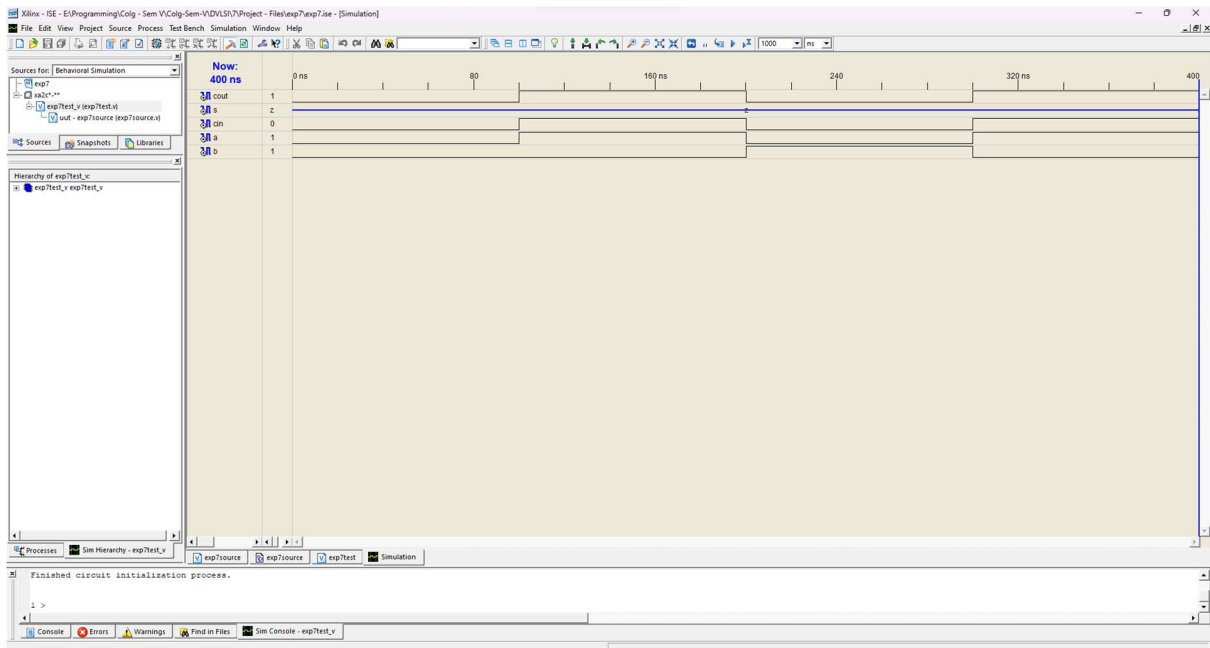 Xilinx - ISE - E:\Programming\Colg - Sem V\Colg-Sem-V\DVLSI\7\Project - Files\exp7\exp7.ise - [Simulation]
File Edit View Project Source Process Test Bench Simulation Window Help
1000 ns
Sources for: Behavioral Simulation
exp7
xa2c*-**
exp7test_v (exp7test.v)
uut - exp7source (exp7source.v)
Sources Snapshots Libraries
Hierarchy of exp7test_v:
exp7test_v exp7test_v
Processes Sim Hierarchy - exp7test_v
Now:
400 ns
0 ns 80 160 ns 240 320 ns 400
cout 1
s z z
cin 0
a 1
b 1
exp7source exp7source exp7test Simulation
Finished circuit initialization process.
1 >
Console Errors Warnings Find in Files Sim Console - exp7test_v